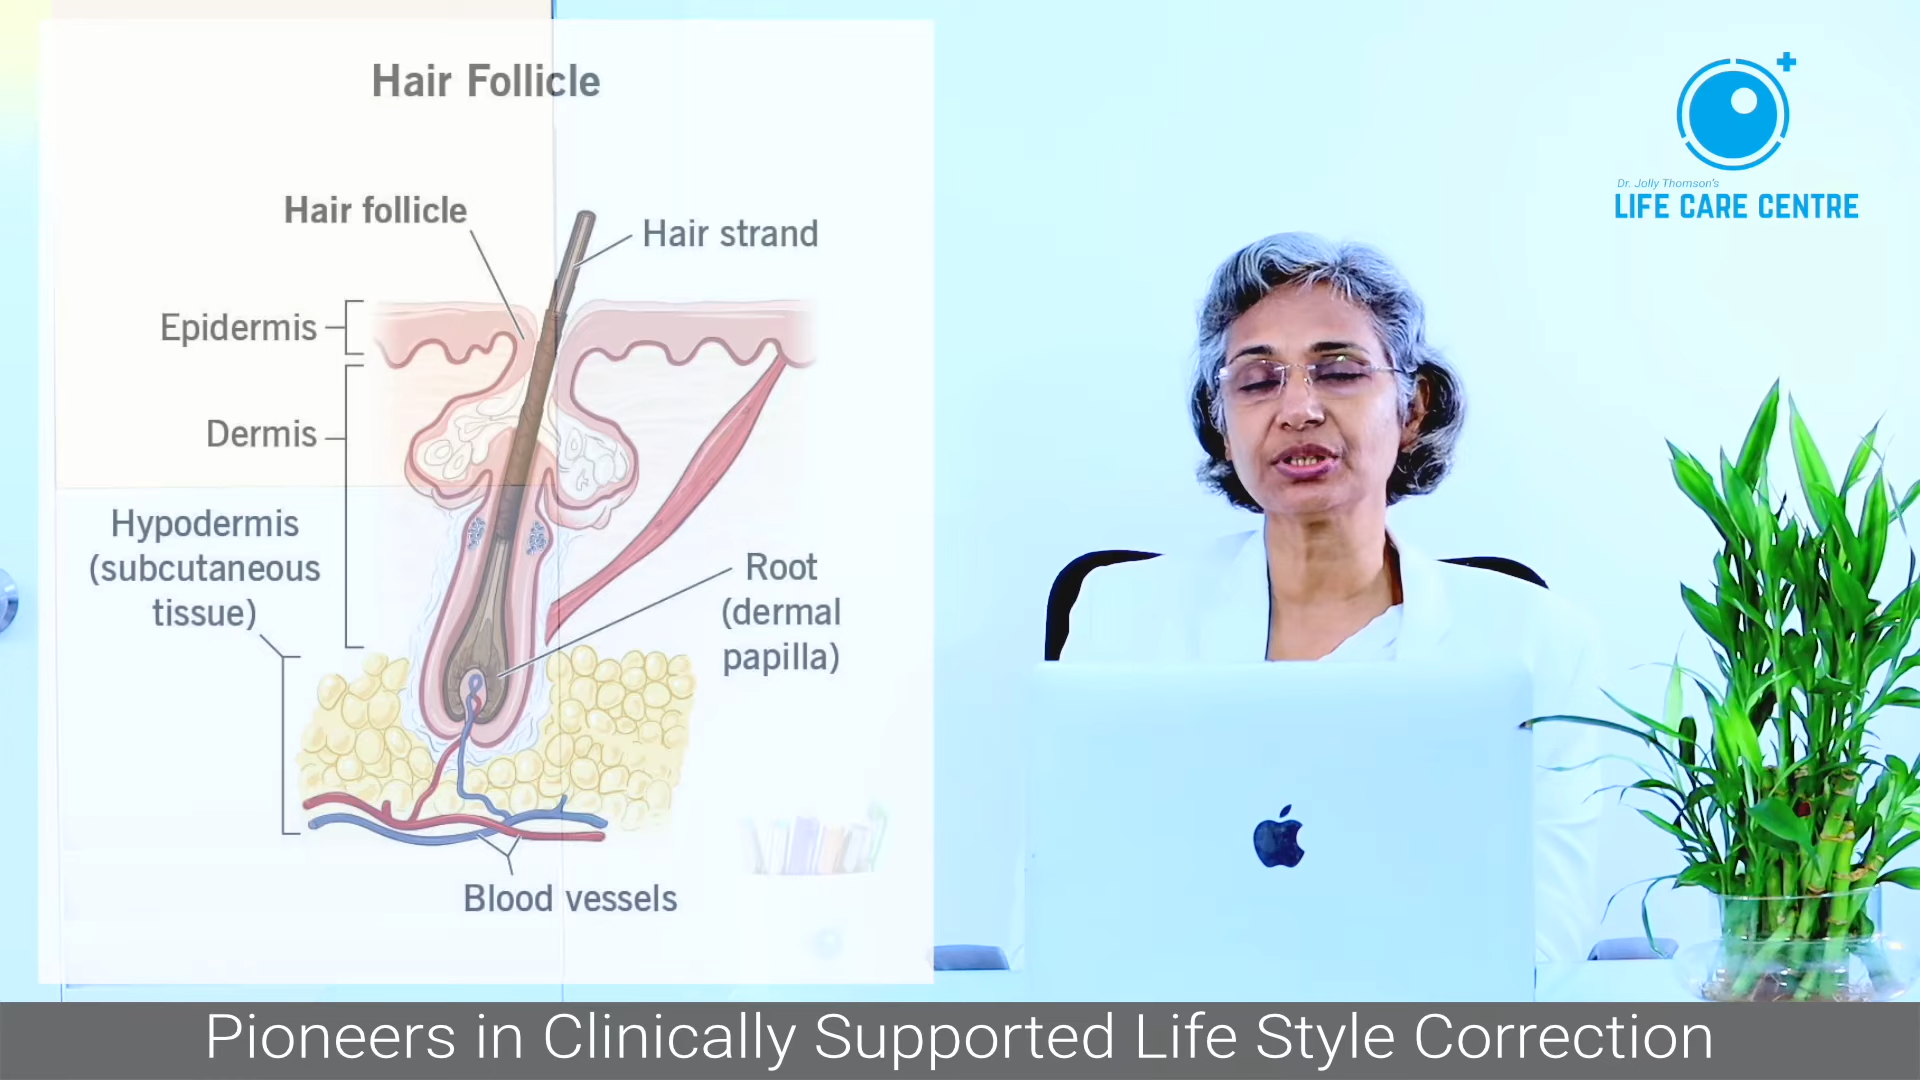 Hair Follicle
Hair follicle
Hair strand
Epidermis
Dermis
Hypodermis
(subcutaneous
tissue)
Root
(dermal
papilla)
Blood vessels
Dr. Jolly Thomson's
LIFE CARE CENTRE
Pioneers in Clinically Supported Life Style Correction